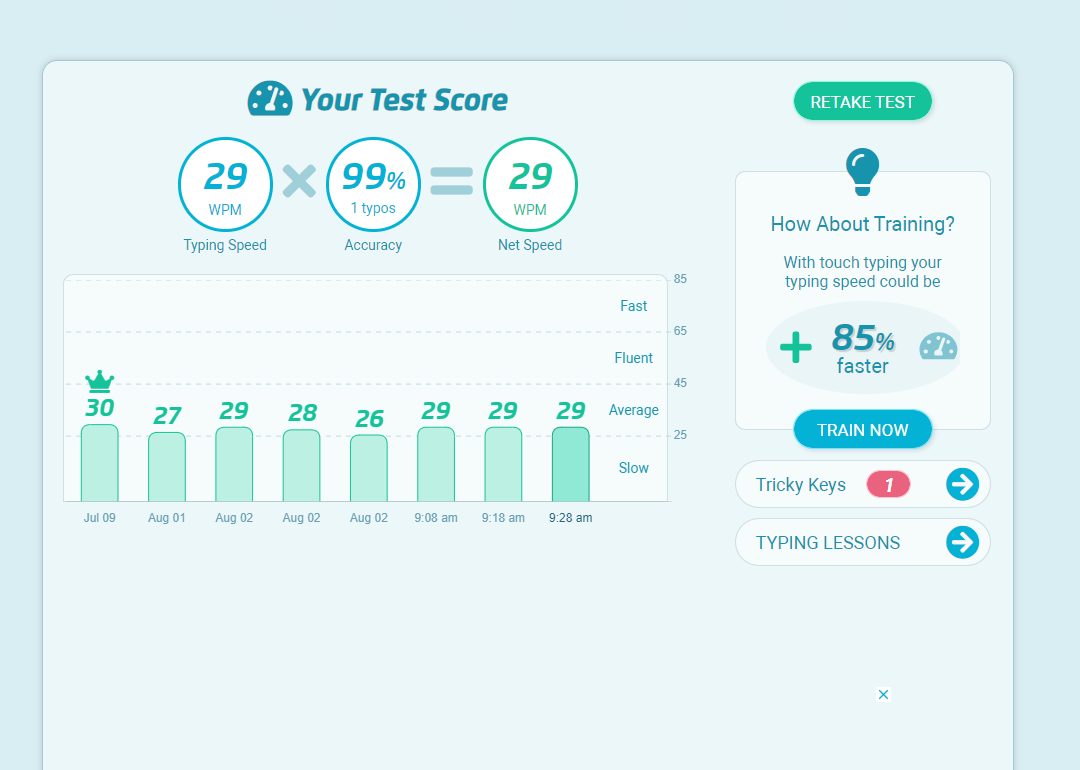 Your Test Score
RETAKE TEST
29
WPM
Typing Speed
99%
1 typos
Accuracy
29
WPM
Net Speed
85
Fast
65
Fluent
45
Average
25
Slow
30
27
29
28
26
29
29
29
Jul 09
Aug 01
Aug 02
Aug 02
Aug 02
9:08 am
9:18 am
9:28 am
How About Training?
With touch typing your
typing speed could be
85%
faster
TRAIN NOW
Tricky Keys 1
TYPING LESSONS